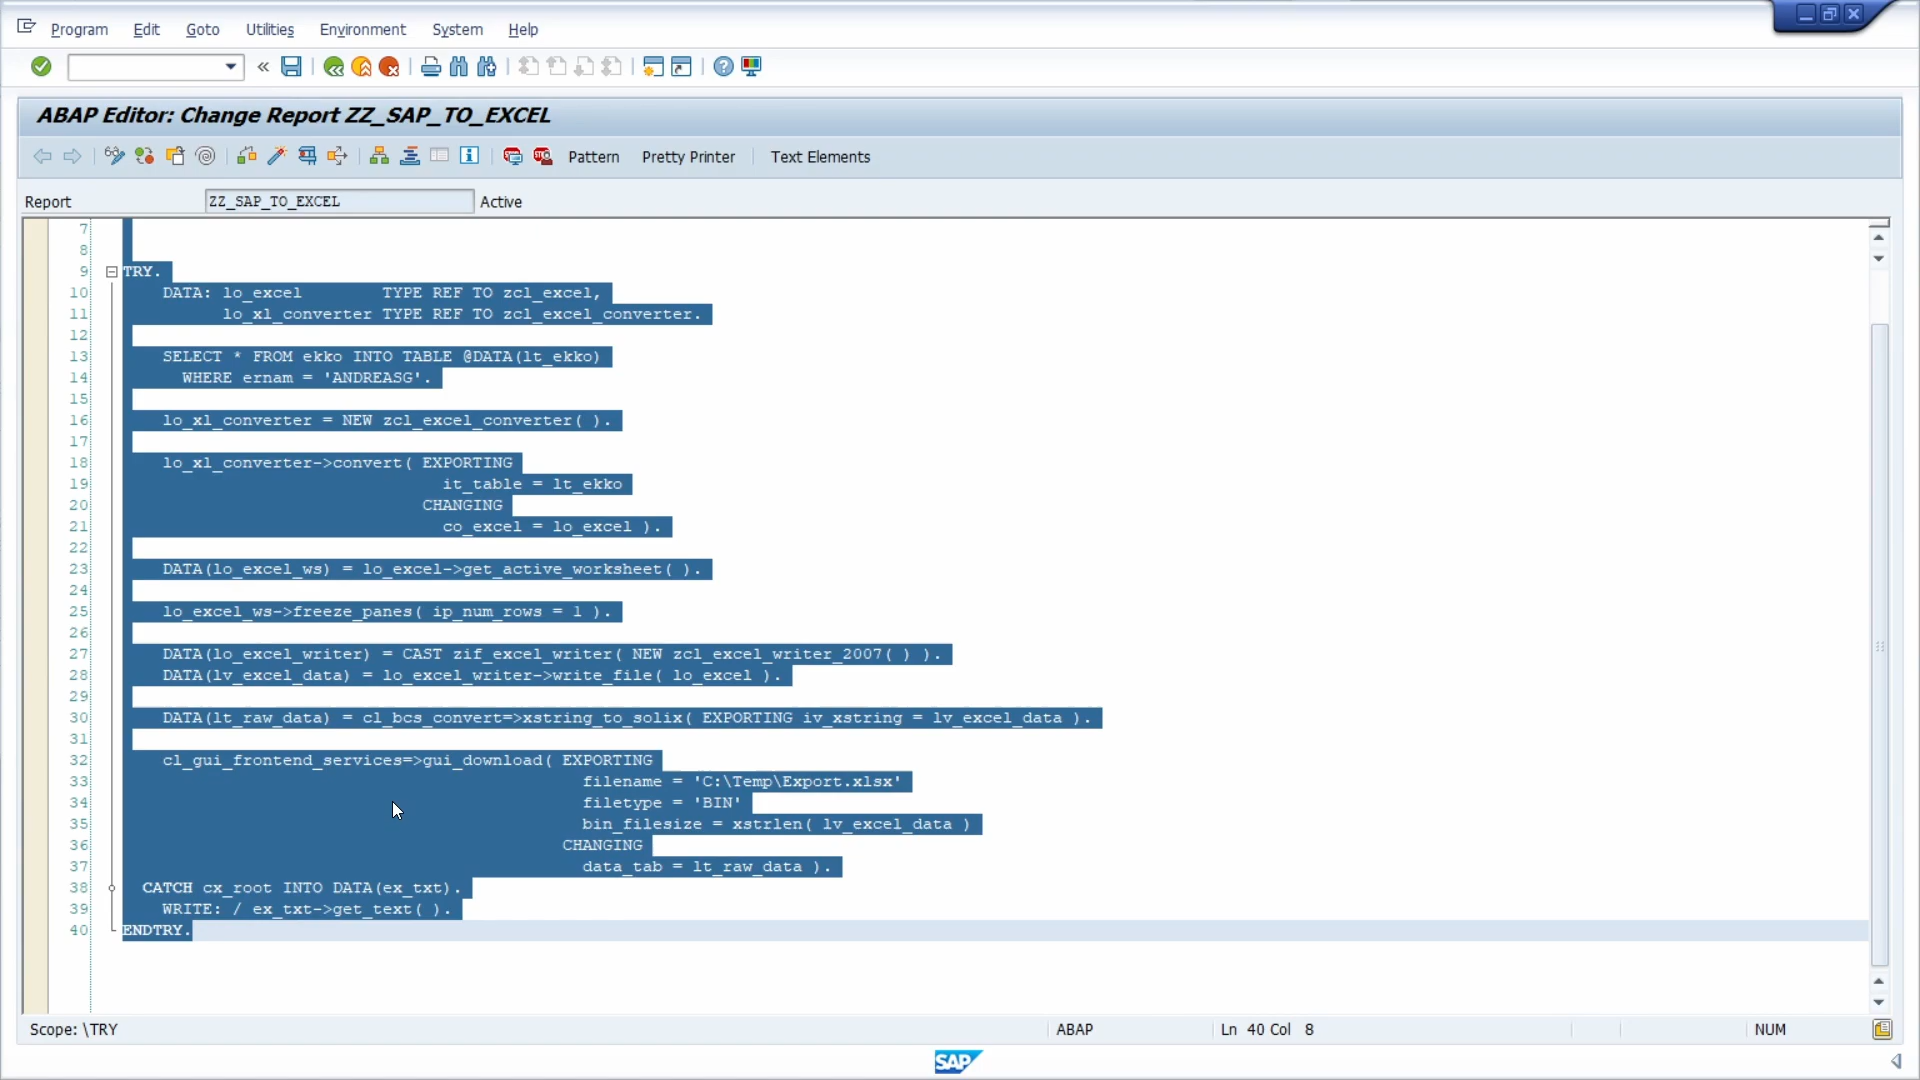 Program Edit Goto Utilities Environment System Help
ABAP Editor: Change Report ZZ_SAP_TO_EXCEL
Pattern Pretty Printer Text Elements
Report ZZ_SAP_TO_EXCEL Active
7
8
9 TRY.
10 DATA: lo_excel TYPE REF TO zcl_excel,
11 lo_xl_converter TYPE REF TO zcl_excel_converter.
12
13 SELECT * FROM ekko INTO TABLE @DATA(lt_ekko)
14 WHERE ernam = 'ANDREASG'.
15
16 lo_xl_converter = NEW zcl_excel_converter( ).
17
18 lo_xl_converter->convert( EXPORTING
19 it_table = lt_ekko
20 CHANGING
21 co_excel = lo_excel ).
22
23 DATA(lo_excel_ws) = lo_excel->get_active_worksheet( ).
24
25 lo_excel_ws->freeze_panes( ip_num_rows = 1 ).
26
27 DATA(lo_excel_writer) = CAST zif_excel_writer( NEW zcl_excel_writer_2007( ) ).
28 DATA(lv_excel_data) = lo_excel_writer->write_file( lo_excel ).
29
30 DATA(lt_raw_data) = cl_bcs_convert=>xstring_to_solix( EXPORTING iv_xstring = lv_excel_data ).
31
32 cl_gui_frontend_services=>gui_download( EXPORTING
33 filename = 'C:\Temp\Export.xlsx'
34 filetype = 'BIN'
35 bin_filesize = xstrlen( lv_excel_data )
36 CHANGING
37 data_tab = lt_raw_data ).
38 CATCH cx_root INTO DATA(ex_txt).
39 WRITE: / ex_txt->get_text( ).
40 ENDTRY.
Scope: \TRY ABAP Ln 40 Col 8 NUM
SAP